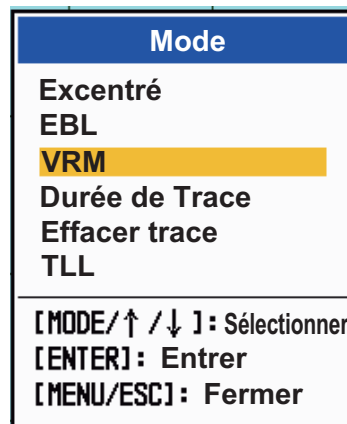 Mode
Excentré
EBL
VRM
Durée de Trace
Effacer trace
TLL
[MODE/↑/↓ ]: Sélectionner
[ENTER]: Entrer
[MENU/ESC]: Fermer